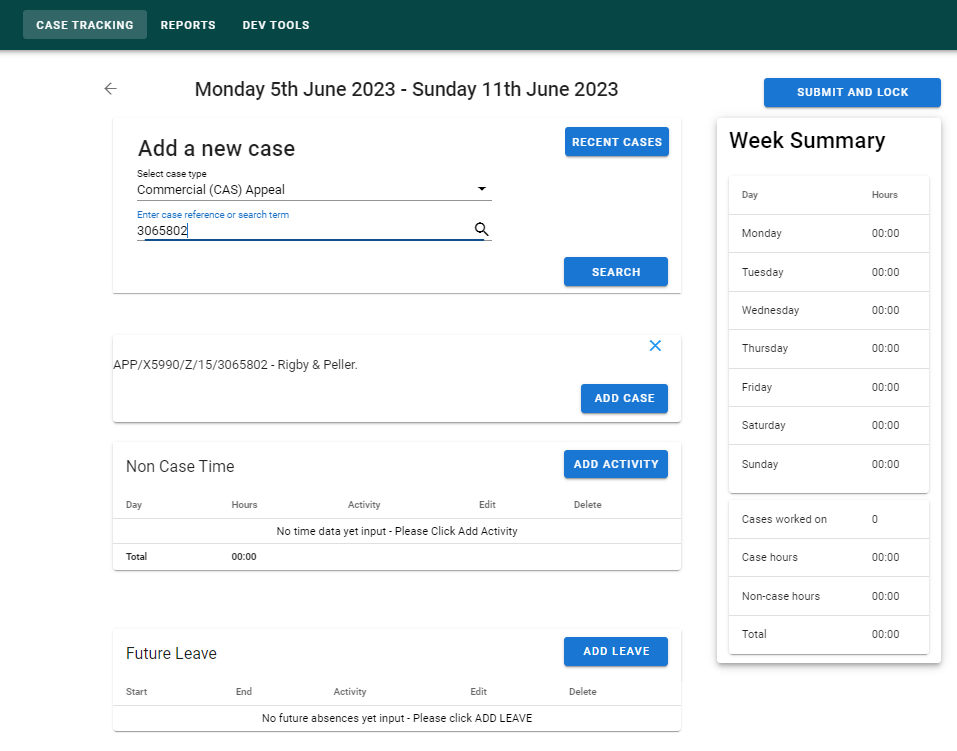 CASE TRACKING REPORTS DEV TOOLS
Monday 5th June 2023 - Sunday 11th June 2023
SUBMIT AND LOCK
Add a new case
RECENT CASES
Select case type
Commercial (CAS) Appeal
Enter case reference or search term
3065802
SEARCH
APP/X5990/Z/15/3065802 - Rigby & Peller.
ADD CASE
Non Case Time
ADD ACTIVITY
Day Hours Activity Edit Delete
No time data yet input - Please Click Add Activity
Total 00:00
Future Leave
ADD LEAVE
Start End Activity Edit Delete
No future absences yet input - Please click ADD LEAVE
Week Summary
Day Hours
Monday 00:00
Tuesday 00:00
Wednesday 00:00
Thursday 00:00
Friday 00:00
Saturday 00:00
Sunday 00:00
Cases worked on 0
Case hours 00:00
Non-case hours 00:00
Total 00:00